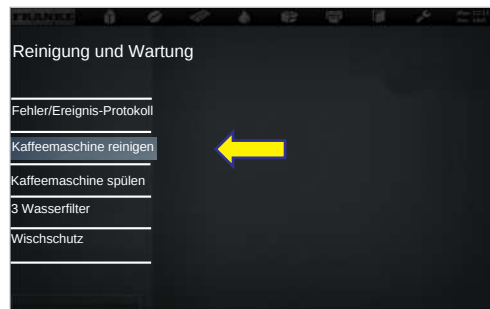 FRANKE
Reinigung und Wartung
Fehler/Ereignis-Protokoll
Kaffeemaschine reinigen
Kaffeemaschine spülen
3 Wasserfilter
Wischschutz